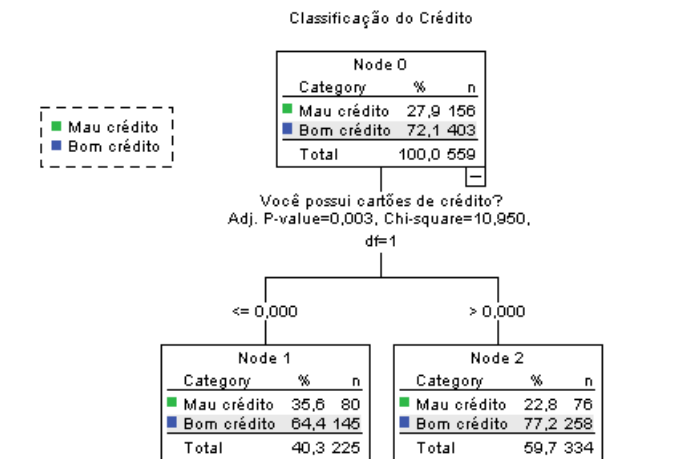 Classificação do Crédito
Mau crédito
Bom crédito
Node 0
Category % n
Mau crédito 27,9 156
Bom crédito 72,1 403
Total 100,0 559
Você possui cartões de crédito?
Adj. P-value=0,003, Chi-square=10,950,
df=1
<= 0,000
> 0,000
Node 1
Category % n
Mau crédito 35,6 80
Bom crédito 64,4 145
Total 40,3 225
Node 2
Category % n
Mau crédito 22,8 76
Bom crédito 77,2 258
Total 59,7 334